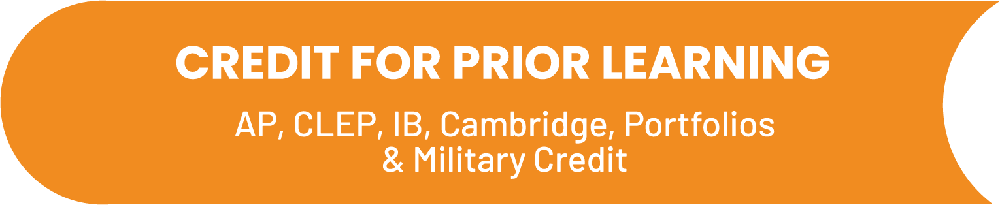 CREDIT FOR PRIOR LEARNING
AP, CLEP, IB, Cambridge, Portfolios
& Military Credit